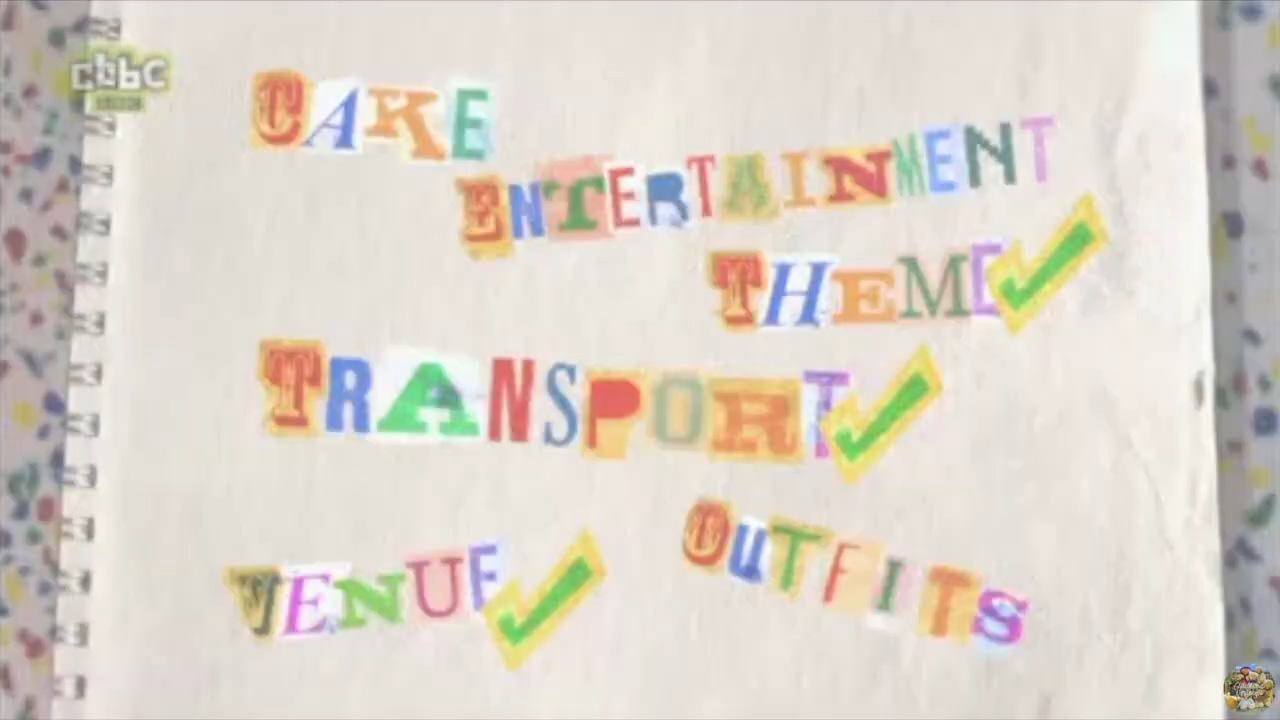 cbbc
CAKE
ENTERTAINMENT
THEME
TRANSPORT
OUTFITS
VENUE